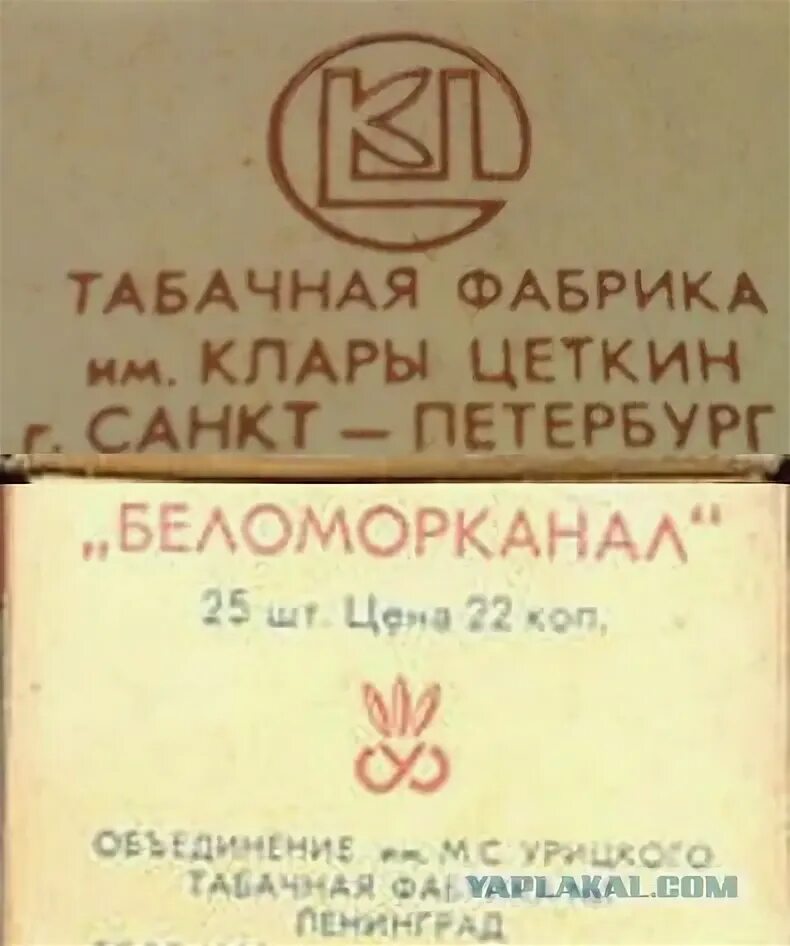 КЦ
ТАБАЧНАЯ ФАБРИКА
им. КЛАРЫ ЦЕТКИН
г. САНКТ — ПЕТЕРБУРГ
„БЕЛОМОРКАНАЛ“
25 шт. Цена 22 коп.
ОБЪЕДИНЕНИЕ им. М.С. УРИЦКОГО
ТАБАЧНАЯ
YAPLAKAL.COM
ЛЕНИНГРАД